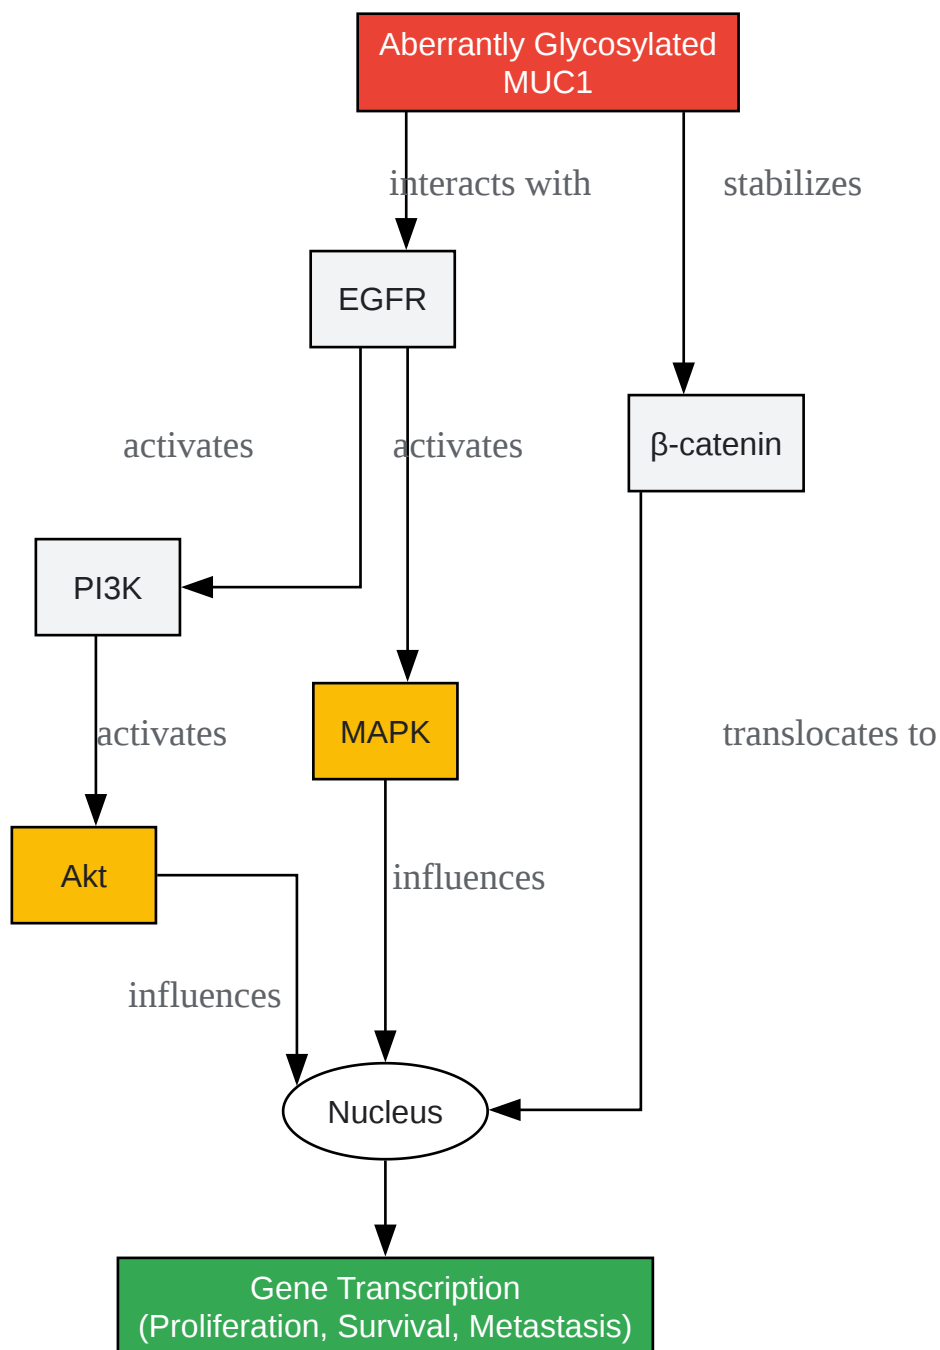 Aberrantly Glycosylated
MUC1
interacts with
stabilizes
EGFR
activates
activates
β-catenin
PI3K
MAPK
activates
translocates to
Akt
influences
influences
Nucleus
Gene Transcription
(Proliferation, Survival, Metastasis)